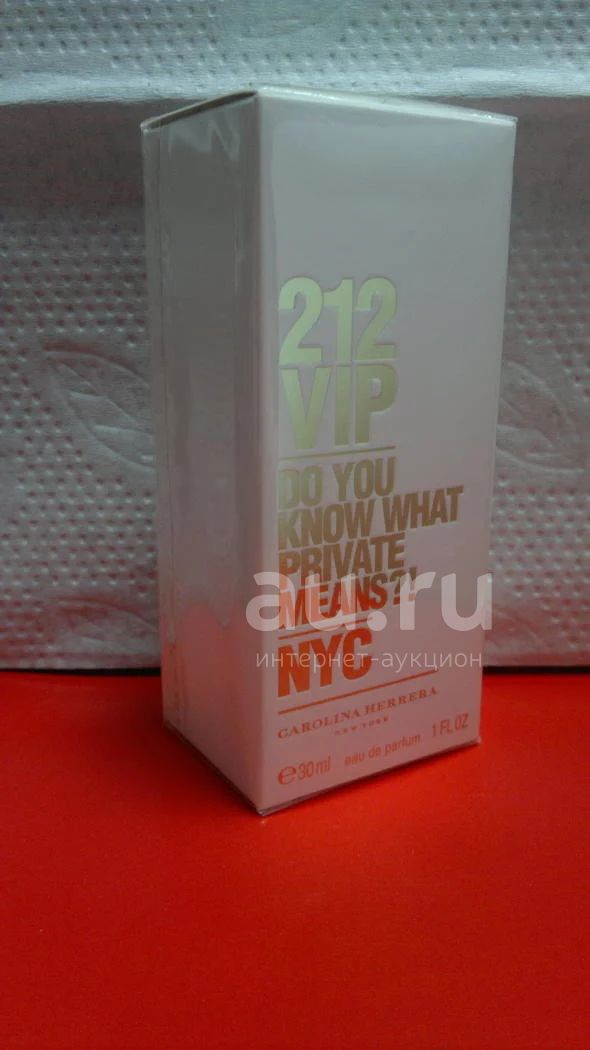 212
VIP
DO YOU
KNOW WHAT
PRIVATE
MEANS?!
NYC
CAROLINA HERRERA
NEW YORK
e30ml eau de parfum 1 FL.OZ
au.ru
интернет-аукцион